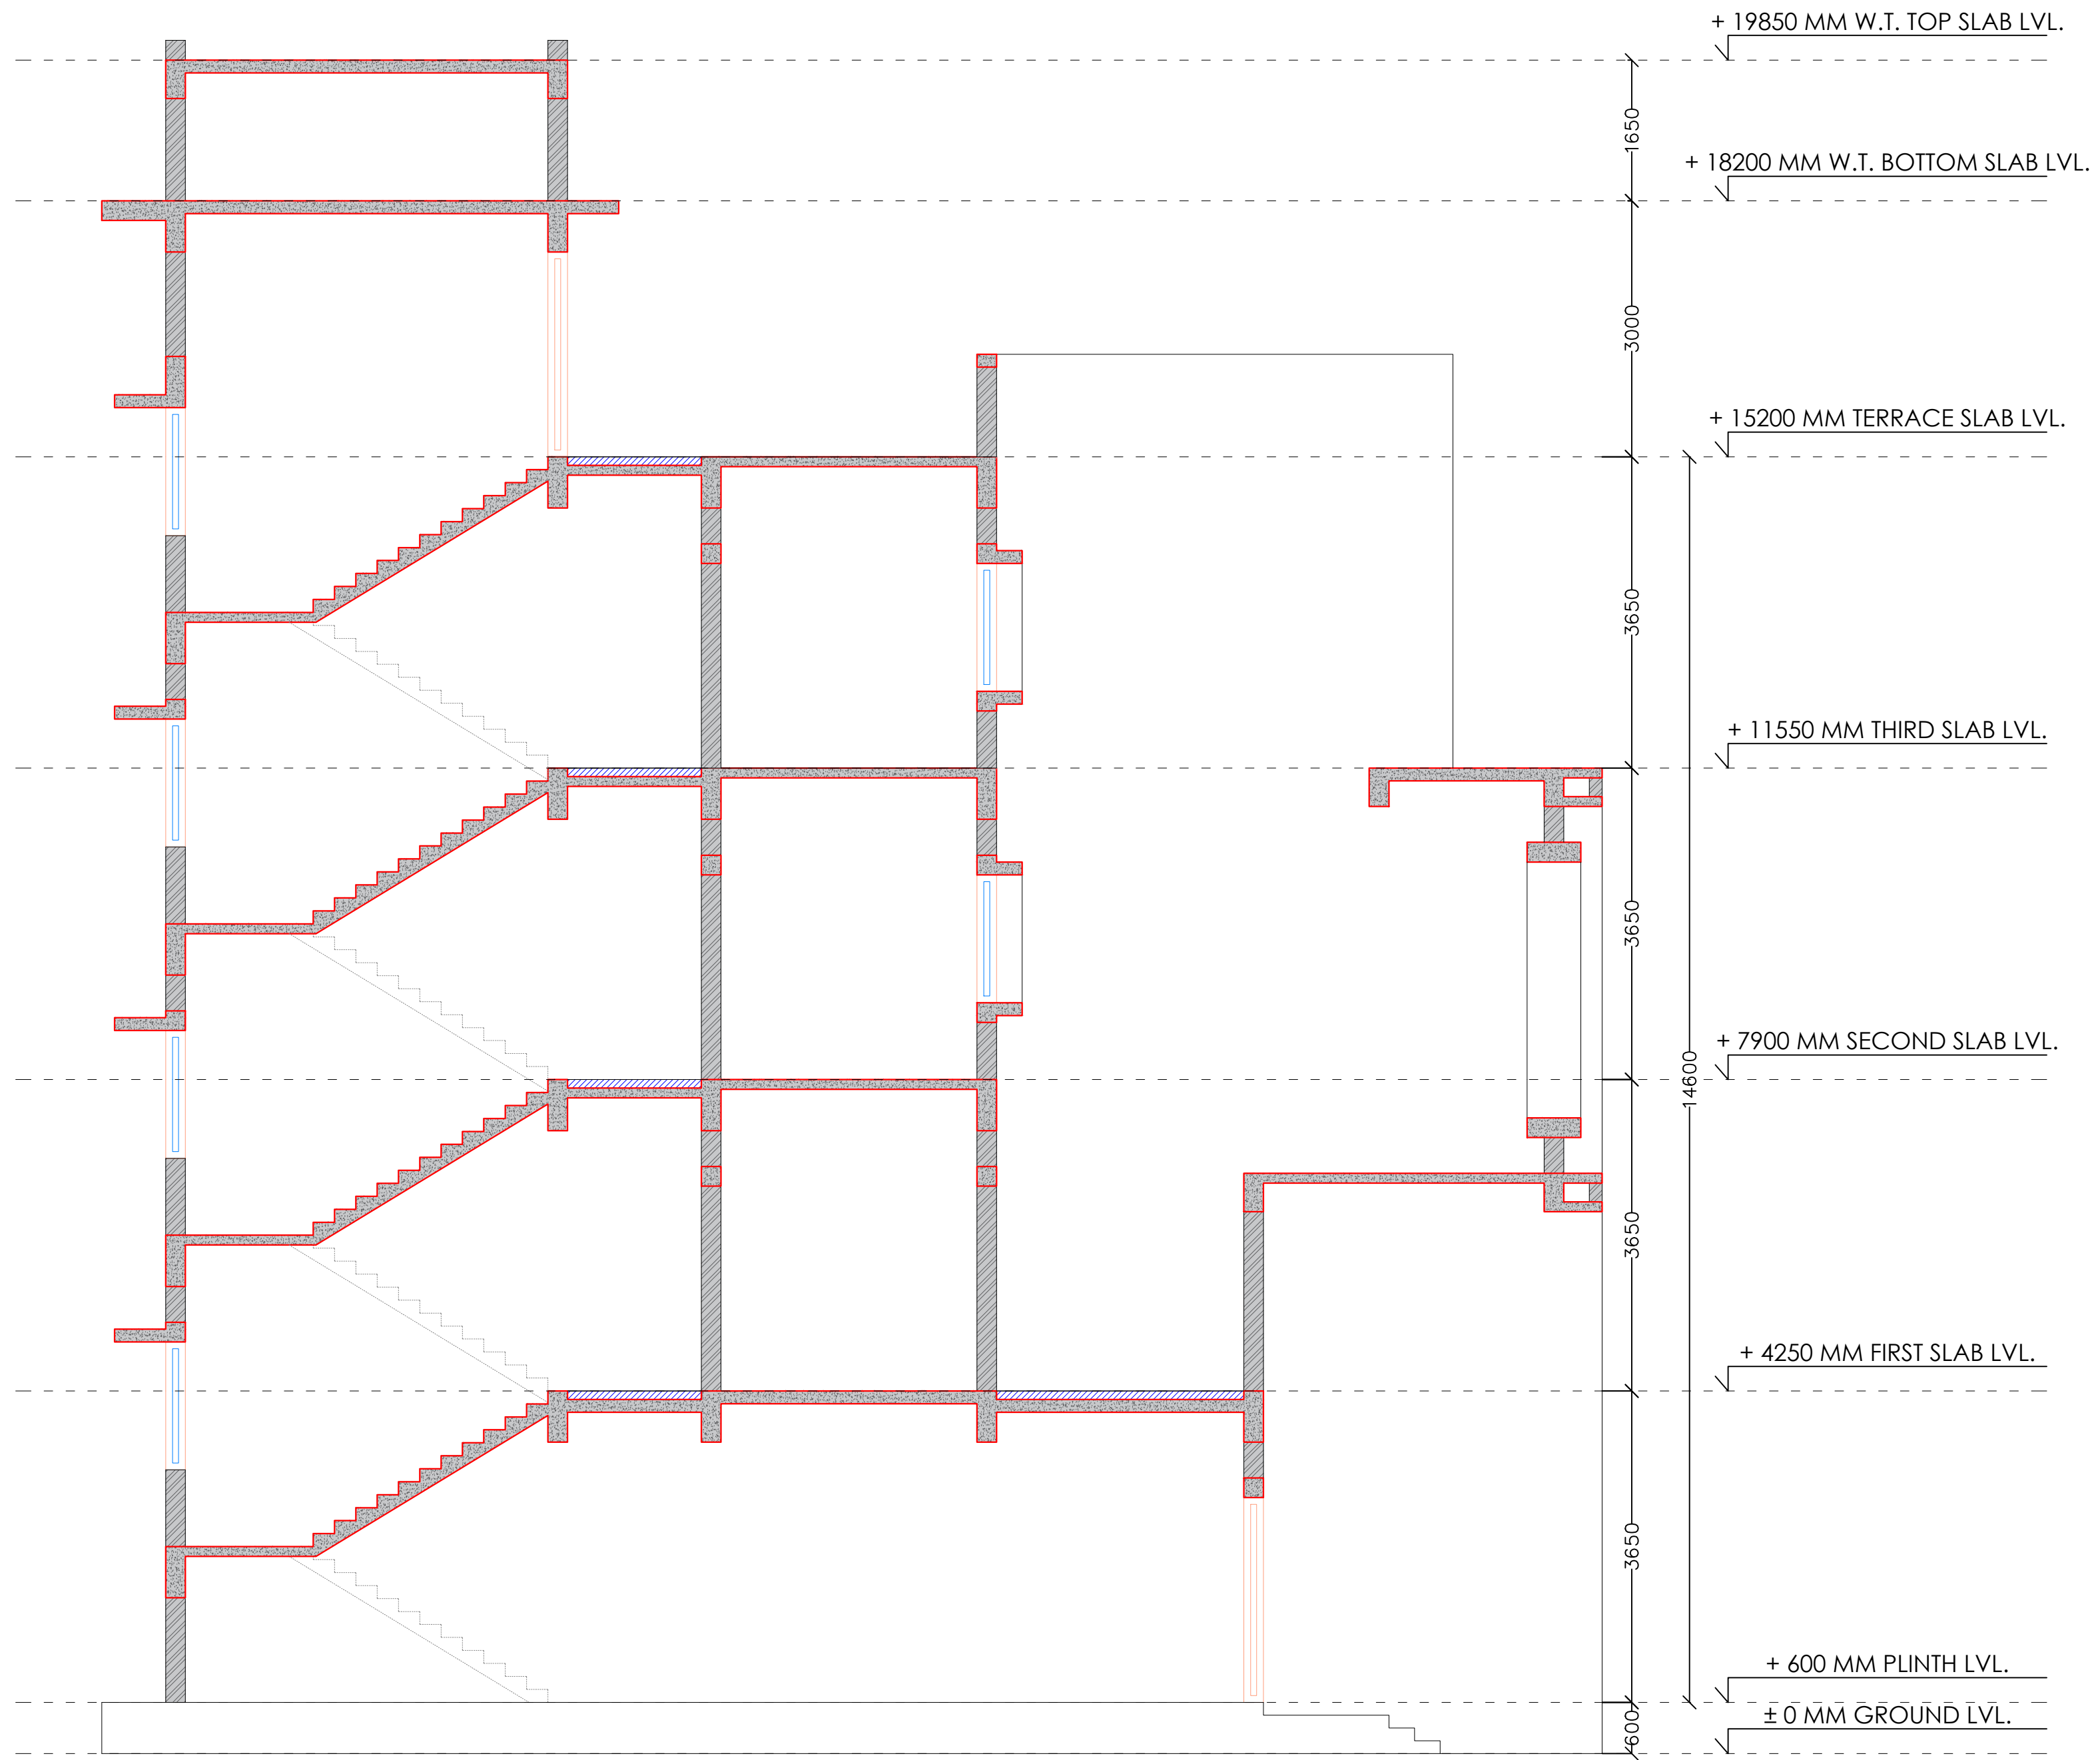 + 19850 MM W.T. TOP SLAB LVL.
1650
+ 18200 MM W.T. BOTTOM SLAB LVL.
3000
+ 15200 MM TERRACE SLAB LVL.
3650
+ 11550 MM THIRD SLAB LVL.
3650
+ 7900 MM SECOND SLAB LVL.
14600
3650
+ 4250 MM FIRST SLAB LVL.
3650
+ 600 MM PLINTH LVL.
600
± 0 MM GROUND LVL.